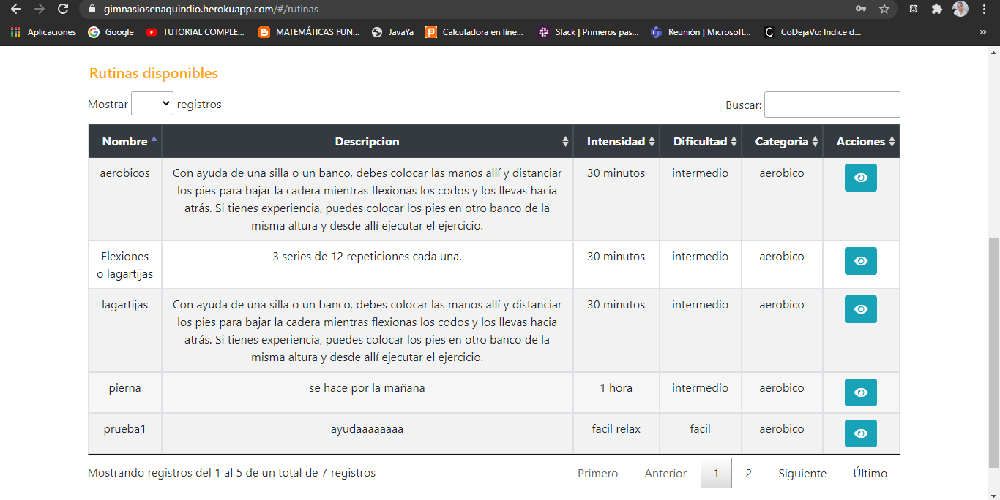 gimnasiosenaquindio.herokuapp.com/#/rutinas
Aplicaciones Google TUTORIAL COMPLE... MATEMÁTICAS FUN... JavaYa Calculadora en líne... Slack | Primeros pas... Reunión | Microsoft... CoDejaVu: Indice d... »
Rutinas disponibles
Mostrar registros Buscar:
Nombre Descripcion Intensidad Dificultad Categoria Acciones
aerobicos Con ayuda de una silla o un banco, debes colocar las manos allí y distanciar 30 minutos intermedio aerobico
los pies para bajar la cadera mientras flexionas los codos y los llevas hacia
atrás. Si tienes experiencia, puedes colocar los pies en otro banco de la
misma altura y desde allí ejecutar el ejercicio.
Flexiones 3 series de 12 repeticiones cada una. 30 minutos intermedio aerobico
o lagartijas
lagartijas Con ayuda de una silla o un banco, debes colocar las manos allí y distanciar 30 minutos intermedio aerobico
los pies para bajar la cadera mientras flexionas los codos y los llevas hacia
atrás. Si tienes experiencia, puedes colocar los pies en otro banco de la
misma altura y desde allí ejecutar el ejercicio.
pierna se hace por la mañana 1 hora intermedio aerobico
prueba1 ayudaaaaaaaa facil relax facil aerobico
Mostrando registros del 1 al 5 de un total de 7 registros Primero Anterior 1 2 Siguiente Último